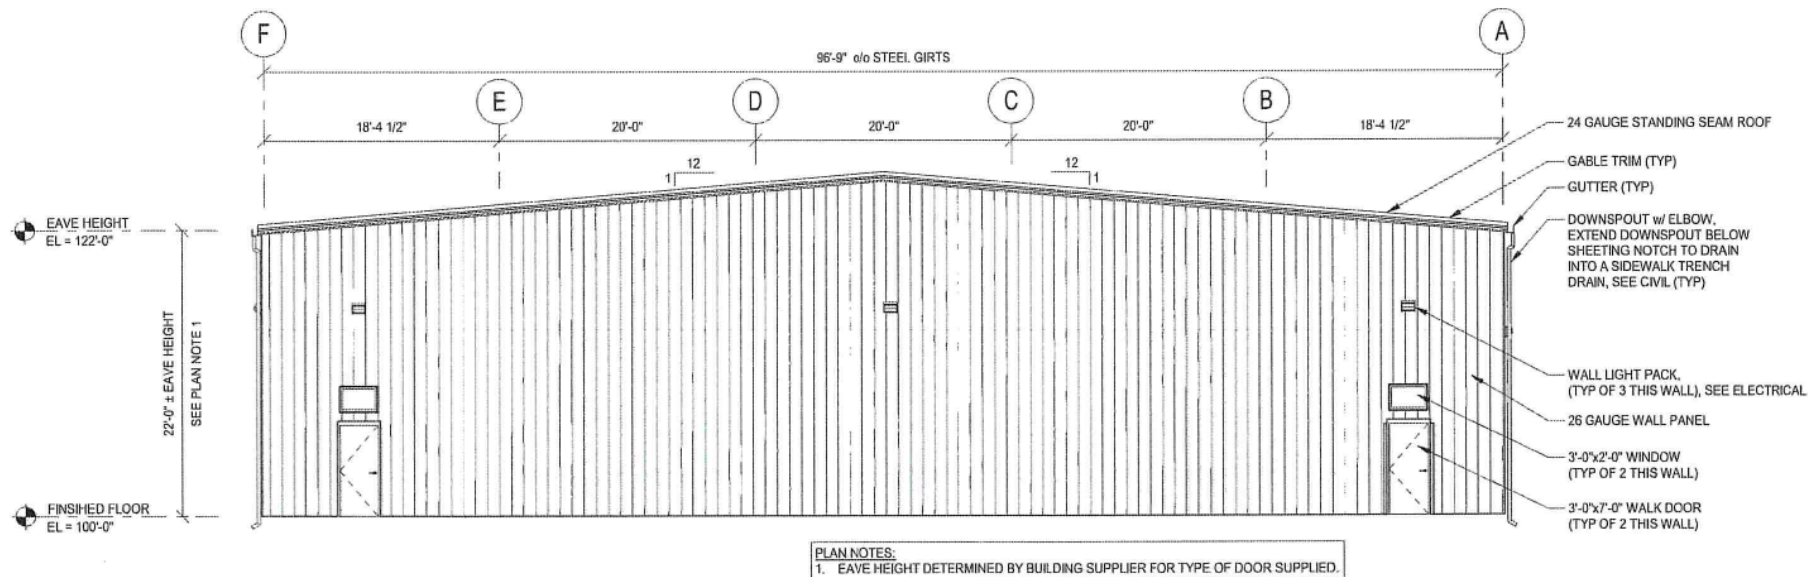 F
A
96'-9" o/o STEEL GIRTS
E
D
C
B
18'-4 1/2"
20'-0"
20'-0"
20'-0"
18'-4 1/2"
12
1
12
1
24 GAUGE STANDING SEAM ROOF
GABLE TRIM (TYP)
GUTTER (TYP)
DOWNSPOUT w/ ELBOW,
EXTEND DOWNSPOUT BELOW
SHEETING NOTCH TO DRAIN
INTO A SIDEWALK TRENCH
DRAIN, SEE CIVIL (TYP)
EAVE HEIGHT
EL = 122'-0"
22'-0" ± EAVE HEIGHT
SEE PLAN NOTE 1
WALL LIGHT PACK,
(TYP OF 3 THIS WALL), SEE ELECTRICAL
26 GAUGE WALL PANEL
3'-0"x2'-0" WINDOW
(TYP OF 2 THIS WALL)
3'-0"x7'-0" WALK DOOR
(TYP OF 2 THIS WALL)
FINSIHED FLOOR
EL = 100'-0"
PLAN NOTES:
1. EAVE HEIGHT DETERMINED BY BUILDING SUPPLIER FOR TYPE OF DOOR SUPPLIED.